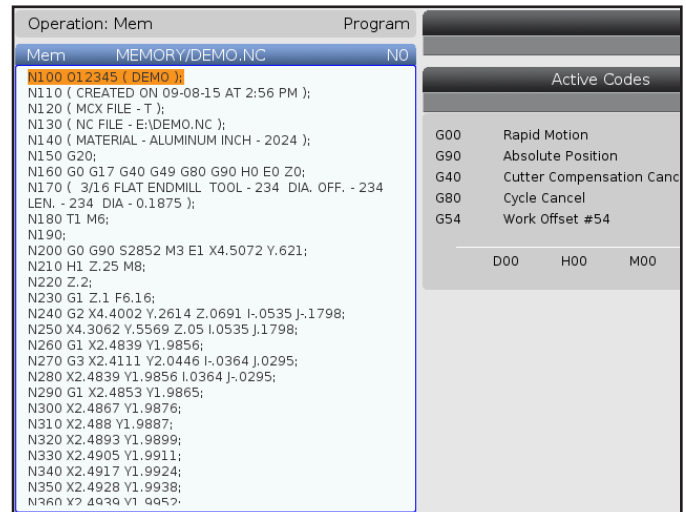 Operation: Mem Program
Mem MEMORY/DEMO.NC N0
N100 O12345 ( DEMO );
N110 ( CREATED ON 09-08-15 AT 2:56 PM );
N120 ( MCX FILE - T );
N130 ( NC FILE - E:\DEMO.NC );
N140 ( MATERIAL - ALUMINUM INCH - 2024 );
N150 G20;
N160 G0 G17 G40 G49 G80 G90 H0 E0 Z0;
N170 (  3/16 FLAT ENDMILL  TOOL - 234  DIA. OFF. - 234
LEN. - 234  DIA - 0.1875 );
N180 T1 M6;
N190;
N200 G0 G90 S2852 M3 E1 X4.5072 Y.621;
N210 H1 Z.25 M8;
N220 Z.2;
N230 G1 Z.1 F6.16;
N240 G2 X4.4002 Y.2614 Z.0691 I-.0535 J-.1798;
N250 X4.3062 Y.5569 Z.05 I.0535 J.1798;
N260 G1 X2.4839 Y1.9856;
N270 G3 X2.4111 Y2.0446 I-.0364 J.0295;
N280 X2.4839 Y1.9856 I.0364 J-.0295;
N290 G1 X2.4853 Y1.9865;
N300 X2.4867 Y1.9876;
N310 X2.488 Y1.9887;
N320 X2.4893 Y1.9899;
N330 X2.4905 Y1.9911;
N340 X2.4917 Y1.9924;
N350 X2.4928 Y1.9938;
N360 X2.4939 Y1.9952;
Active Codes
G00 Rapid Motion
G90 Absolute Position
G40 Cutter Compensation Canc
G80 Cycle Cancel
G54 Work Offset #54
D00 H00 M00